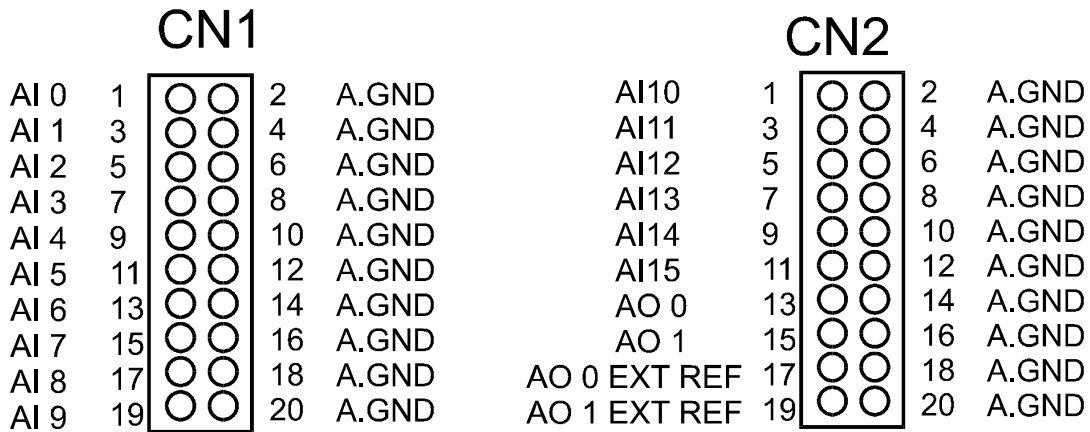 CN1
AI 0 1 2 A.GND
AI 1 3 4 A.GND
AI 2 5 6 A.GND
AI 3 7 8 A.GND
AI 4 9 10 A.GND
AI 5 11 12 A.GND
AI 6 13 14 A.GND
AI 7 15 16 A.GND
AI 8 17 18 A.GND
AI 9 19 20 A.GND
CN2
AI10 1 2 A.GND
AI11 3 4 A.GND
AI12 5 6 A.GND
AI13 7 8 A.GND
AI14 9 10 A.GND
AI15 11 12 A.GND
AO 0 13 14 A.GND
AO 1 15 16 A.GND
AO 0 EXT REF 17 18 A.GND
AO 1 EXT REF 19 20 A.GND